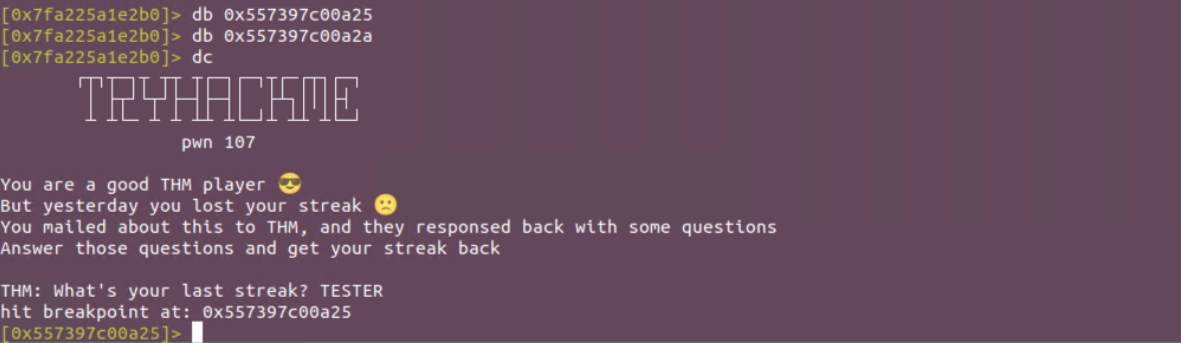 [0x7fa225a1e2b0]> db 0x557397c00a25
[0x7fa225a1e2b0]> db 0x557397c00a2a
[0x7fa225a1e2b0]> dc
TRYHACKME
pwn 107
You are a good THM player 😎
But yesterday you lost your streak 🙁
You mailed about this to THM, and they responsed back with some questions
Answer those questions and get your streak back
THM: What's your last streak? TESTER
hit breakpoint at: 0x557397c00a25
[0x557397c00a25]>